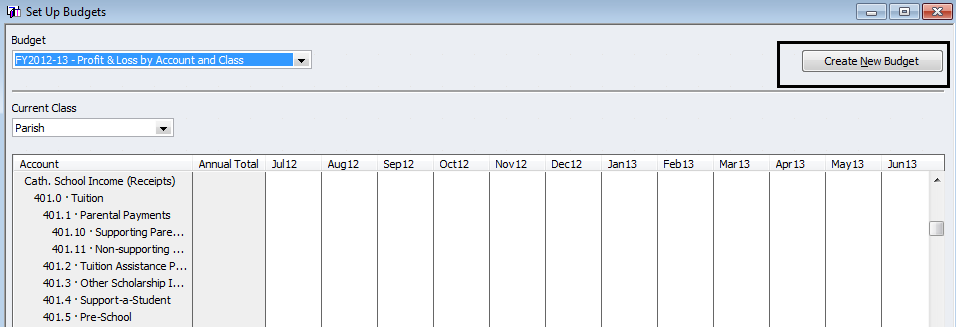 Set Up Budgets
Budget
FY2012-13 - Profit & Loss by Account and Class
Create New Budget
Current Class
Parish
Account Annual Total Jul12 Aug12 Sep12 Oct12 Nov12 Dec12 Jan13 Feb13 Mar13 Apr13 May13 Jun13
Cath. School Income (Receipts)
401.0 · Tuition
401.1 · Parental Payments
401.10 · Supporting Pare...
401.11 · Non-supporting ...
401.2 · Tuition Assistance P...
401.3 · Other Scholarship I...
401.4 · Support-a-Student
401.5 · Pre-School